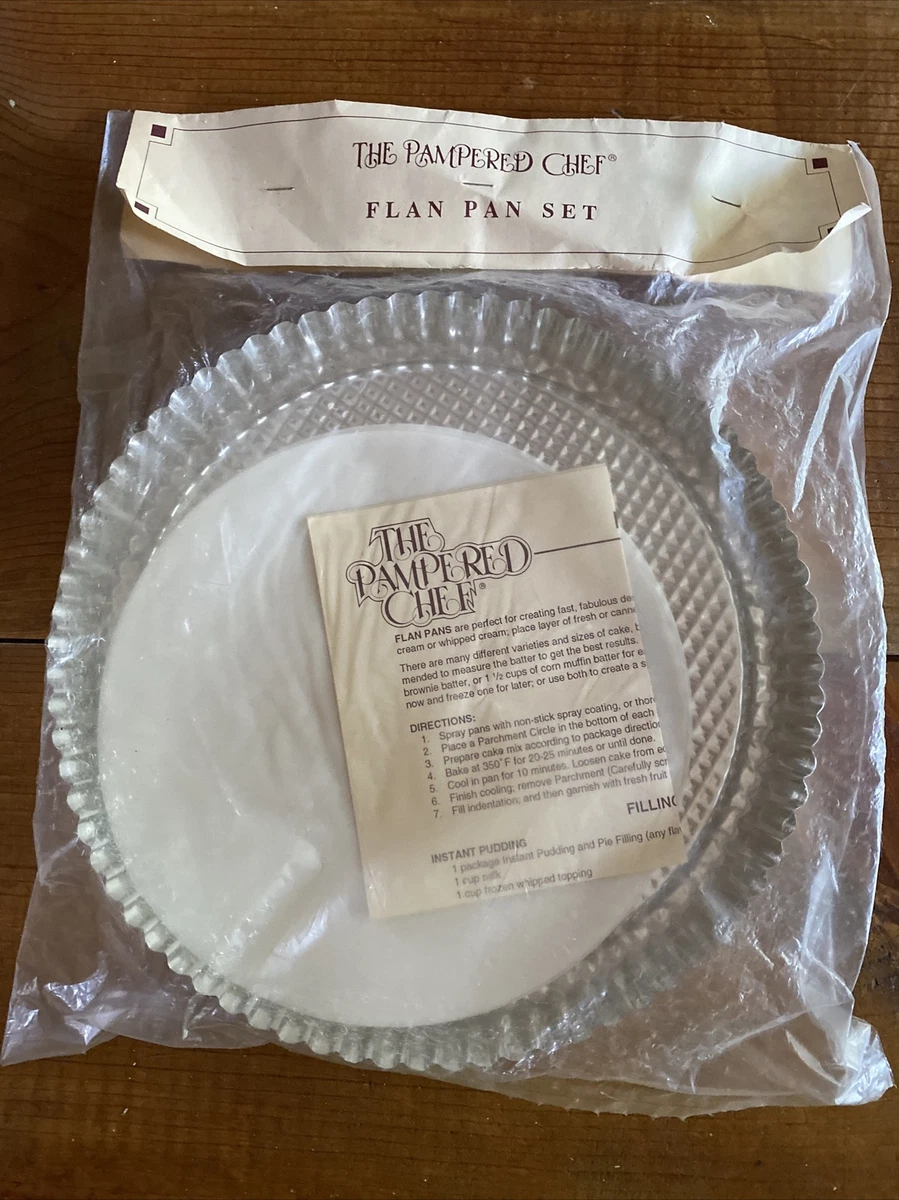 THE PAMPERED CHEF®
FLAN PAN SET
THE
PAMPERED
CHEF®
FLAN PANS are perfect for creating fast, fabulous de
cream or whipped cream; place layer of fresh or cann
There are many different varieties and sizes of cake, b
mended to measure the batter to get the best results.
brownie batter, or 1 ½ cups of corn muffin batter for e
now and freeze one for later; or use both to create a s
DIRECTIONS:
1. Spray pans with non-stick spray coating, or thor
2. Place a Parchment Circle in the bottom of each
3. Prepare cake mix according to package directio
4. Bake at 350˚F for 20-25 minutes or until done.
5. Cool in pan for 10 minutes. Loosen cake from e
6. Finish cooling; remove Parchment (Carefully scr
7. Fill indentation; and then garnish with fresh fruit
FILLING
INSTANT PUDDING
1 package Instant Pudding and Pie Filling (any fla
1 cup milk
1 cup frozen whipped topping